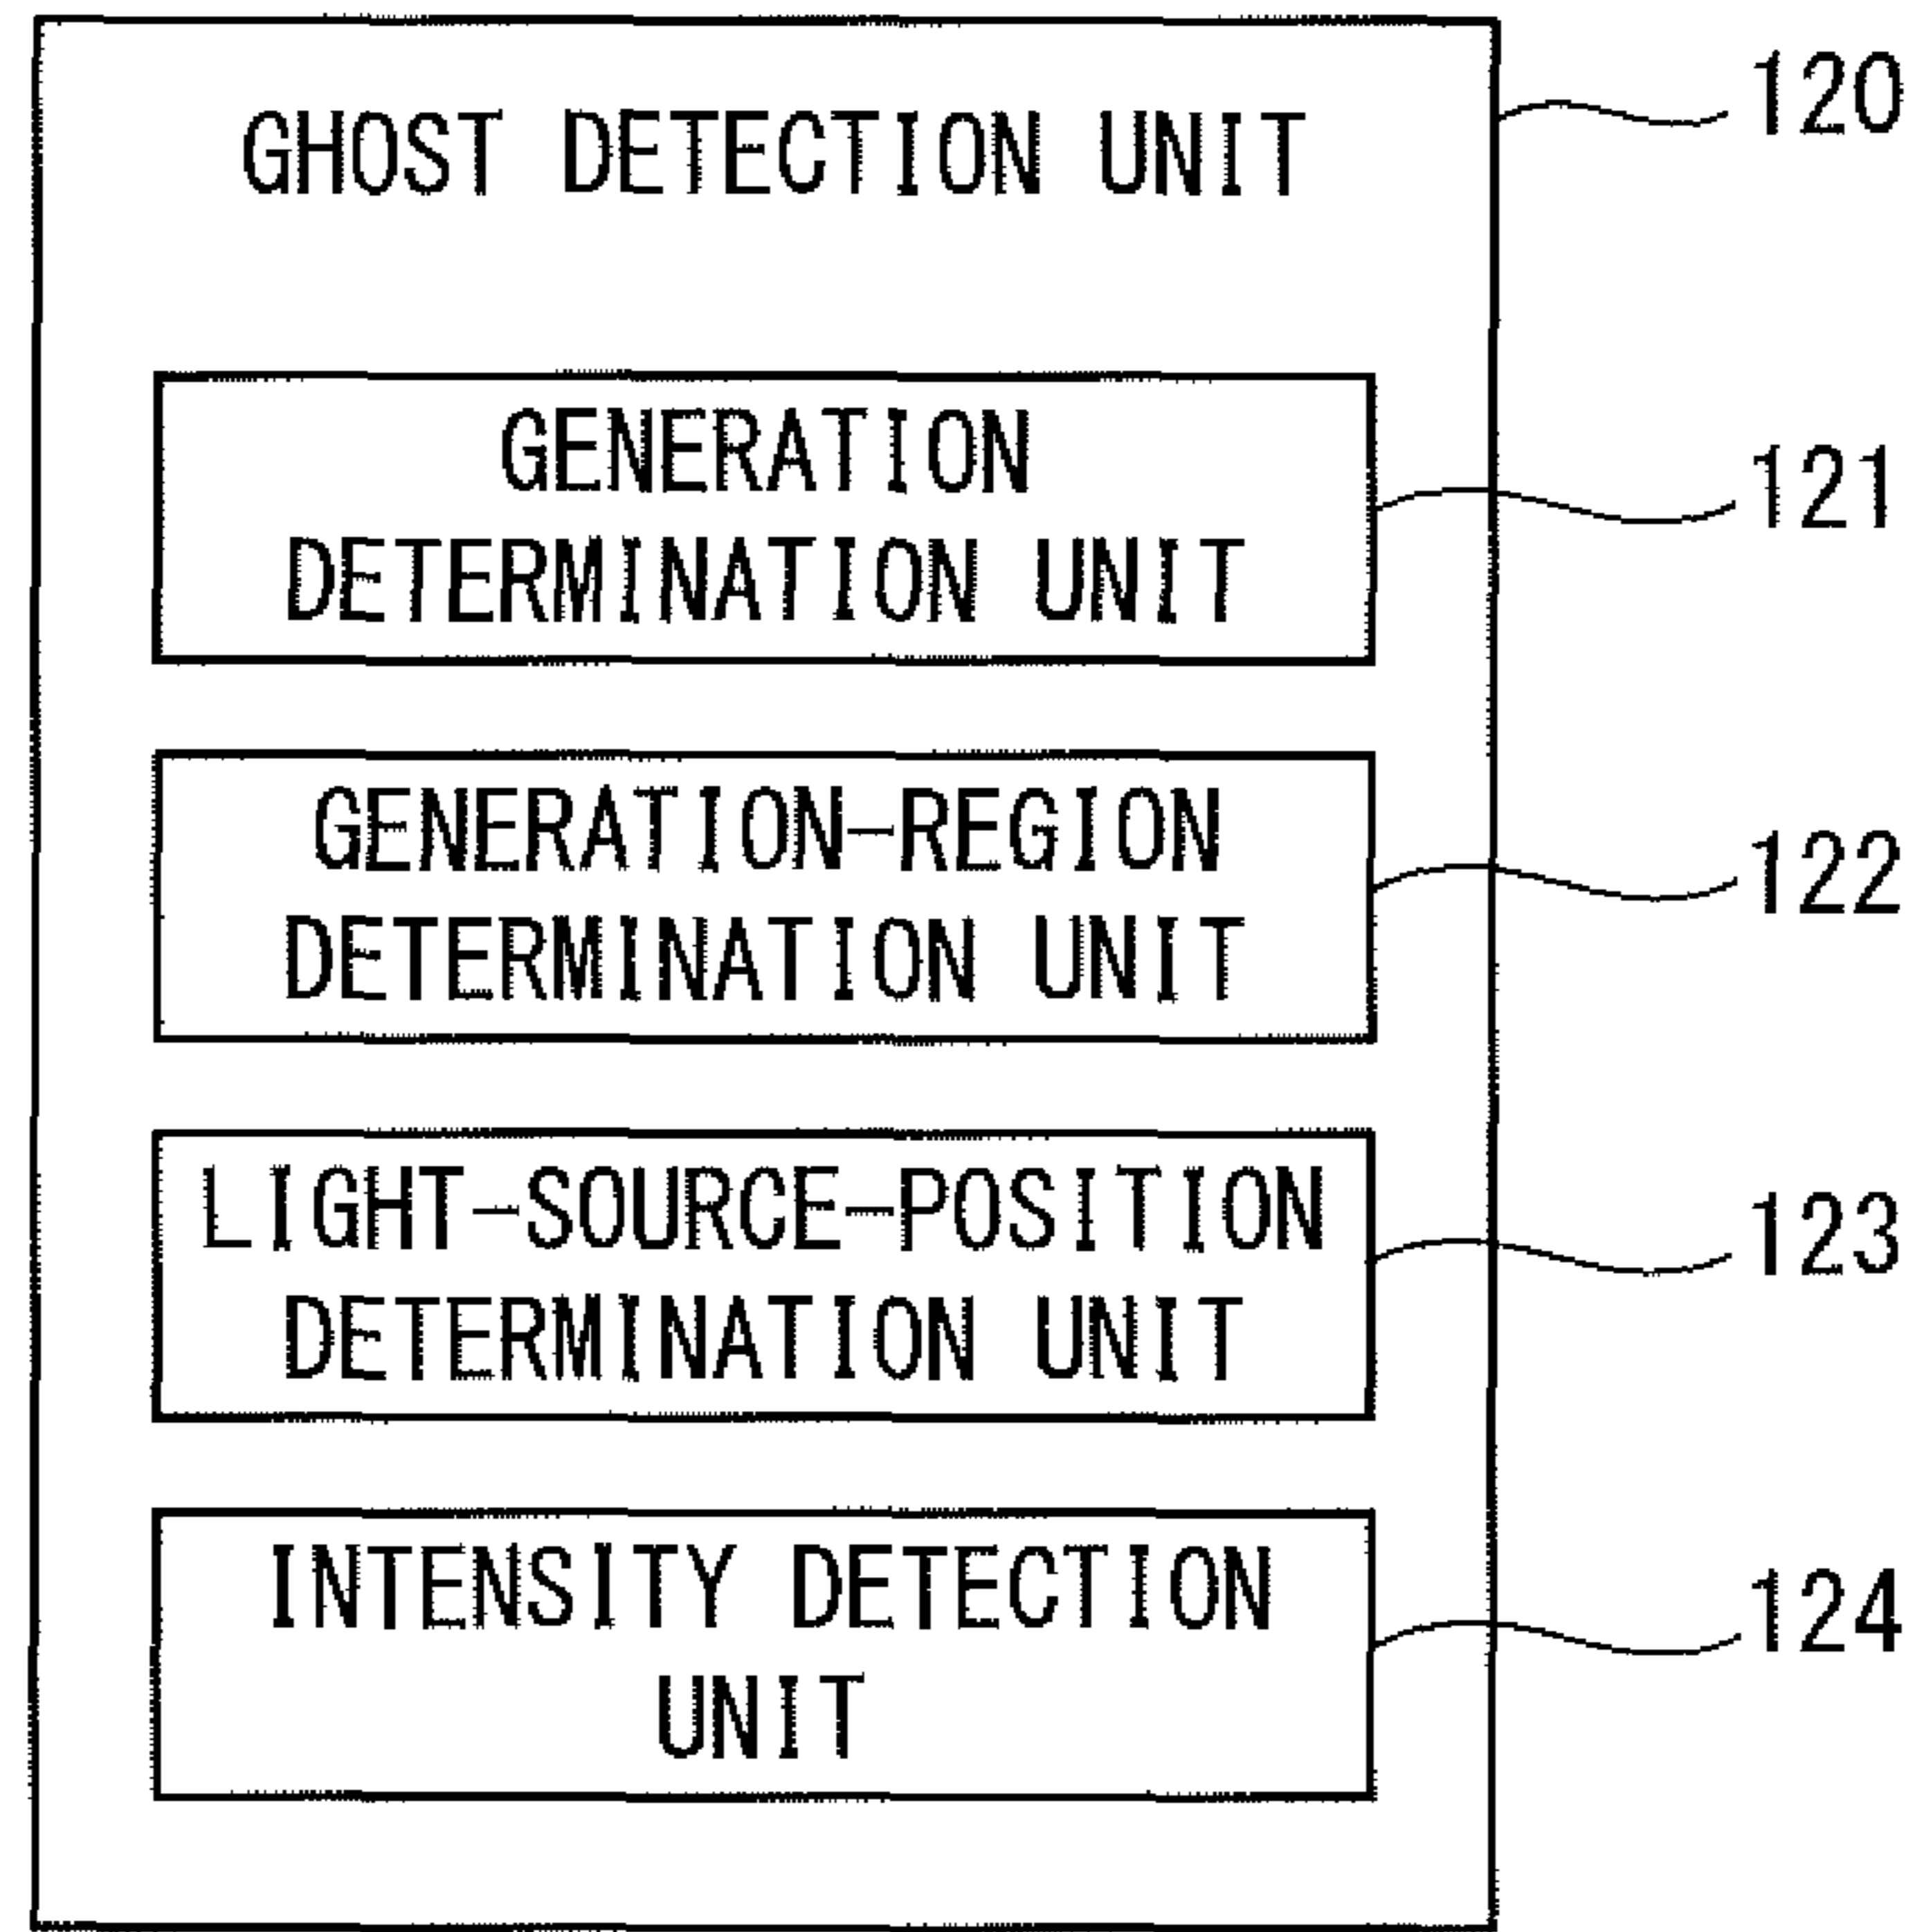 GHOST DETECTION UNIT
120
GENERATION
DETERMINATION UNIT
121
GENERATION-REGION
DETERMINATION UNIT
122
LIGHT-SOURCE-POSITION
DETERMINATION UNIT
123
INTENSITY DETECTION
UNIT
124